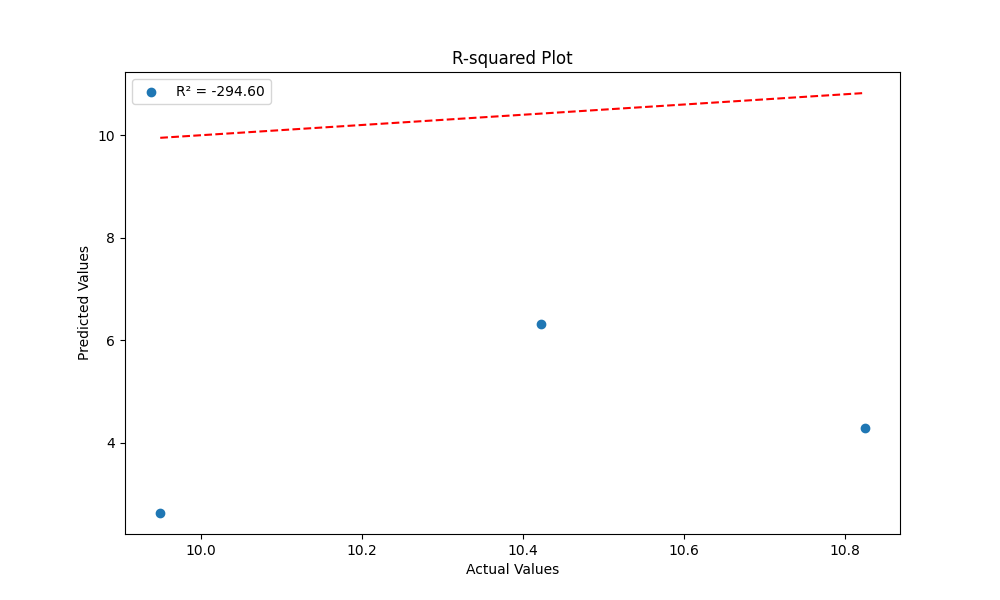 R-squared Plot
R² = -294.60
10
8
6
4
Predicted Values
10.0 10.2 10.4 10.6 10.8
Actual Values